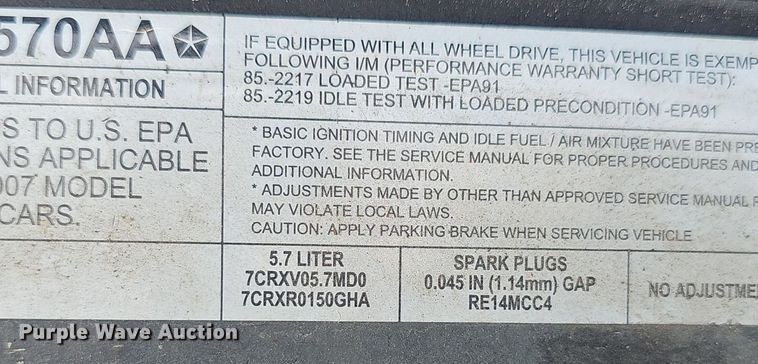 570AA
INFORMATION
S TO U.S. EPA
NS APPLICABLE
007 MODEL
CARS.
IF EQUIPPED WITH ALL WHEEL DRIVE, THIS VEHICLE IS EXEMP
FOLLOWING I/M (PERFORMANCE WARRANTY SHORT TEST):
85.-2217 LOADED TEST -EPA91
85.-2219 IDLE TEST WITH LOADED PRECONDITION -EPA91
* BASIC IGNITION TIMING AND IDLE FUEL / AIR MIXTURE HAVE BEEN PRE
FACTORY. SEE THE SERVICE MANUAL FOR PROPER PROCEDURES AND
ADDITIONAL INFORMATION.
* ADJUSTMENTS MADE BY OTHER THAN APPROVED SERVICE MANUAL P
MAY VIOLATE LOCAL LAWS.
CAUTION: APPLY PARKING BRAKE WHEN SERVICING VEHICLE
5.7 LITER
7CRXV05.7MD0
7CRXR0150GHA
SPARK PLUGS
0.045 IN (1.14mm) GAP
RE14MCC4
NO ADJUSTME
Purple Wave Auction